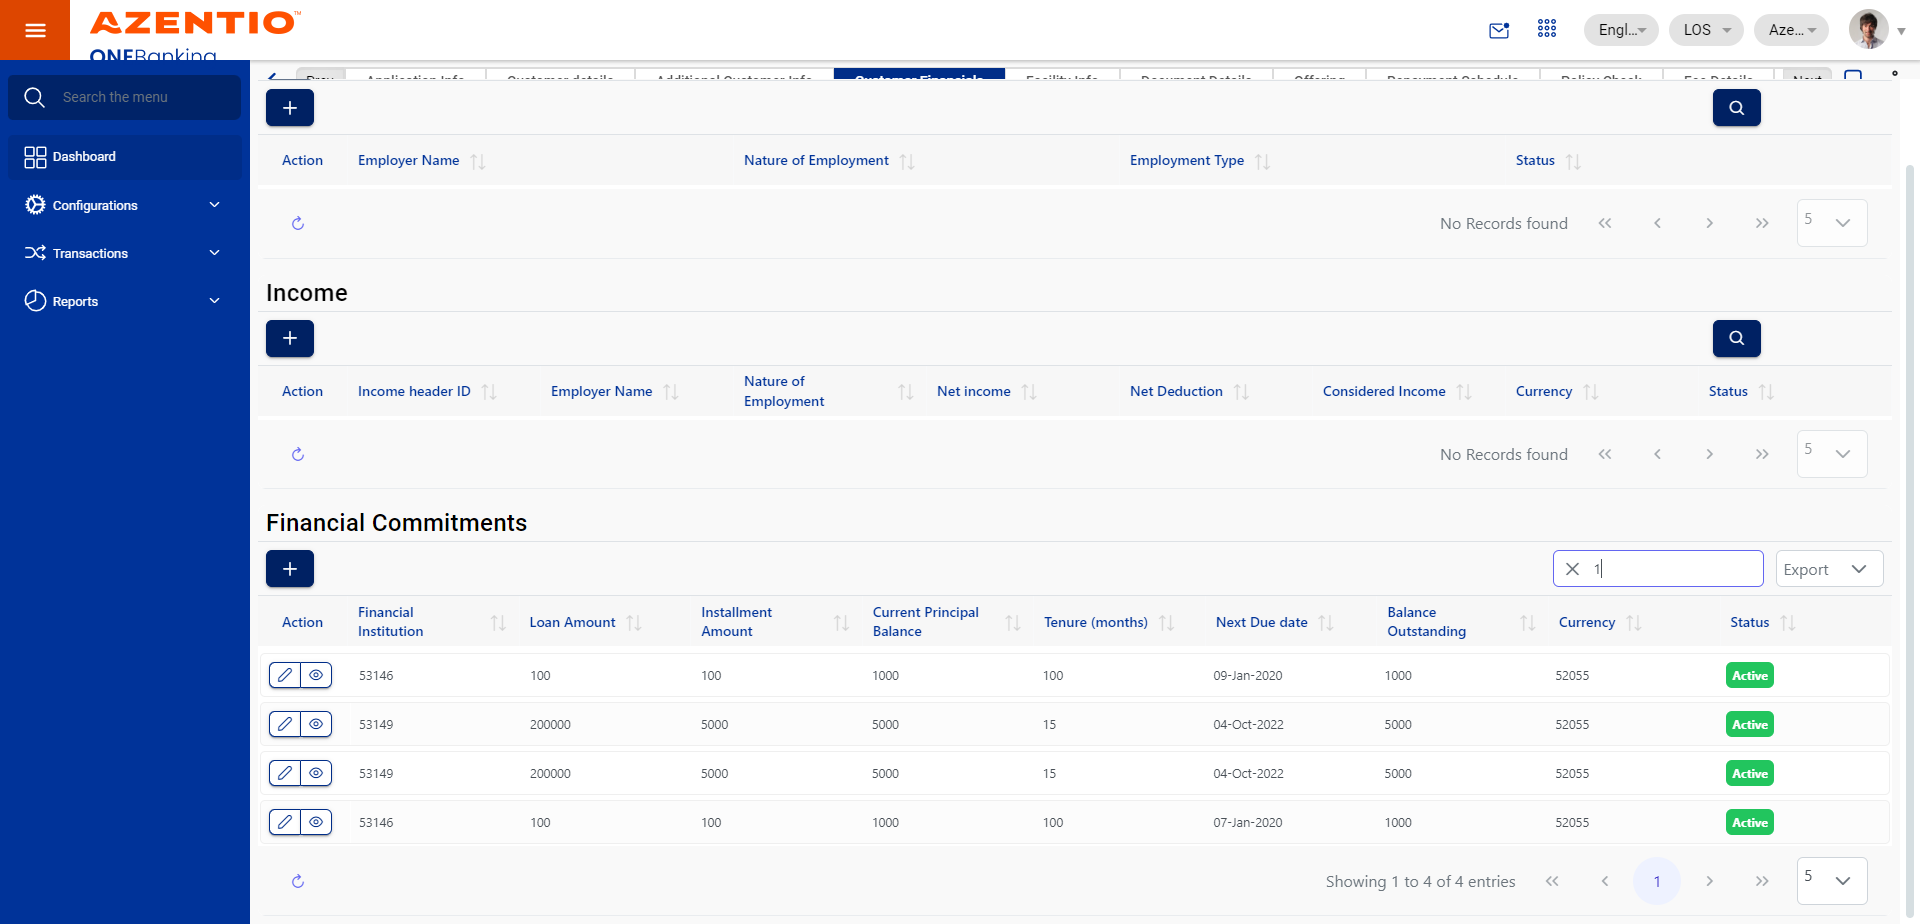 AZENTIO™
ONEBanking
Engl...
LOS
Aze...
Search the menu
Dashboard
Configurations
Transactions
Reports
Prev
Application Info
Customer details
Additional Customer Info
Customer Financials
Facility Info
Document Details
Offering
Repayment Schedule
Policy Check
Fee Details
Next
Action
Employer Name
Nature of Employment
Employment Type
Status
No Records found
5
Income
Action
Income header ID
Employer Name
Nature of
Employment
Net income
Net Deduction
Considered Income
Currency
Status
No Records found
5
Financial Commitments
1
Export
Action
Financial
Institution
Loan Amount
Installment
Amount
Current Principal
Balance
Tenure (months)
Next Due date
Balance
Outstanding
Currency
Status
53146 100 100 1000 100 09-Jan-2020 1000 52055 Active
53149 200000 5000 5000 15 04-Oct-2022 5000 52055 Active
53149 200000 5000 5000 15 04-Oct-2022 5000 52055 Active
53146 100 100 1000 100 07-Jan-2020 1000 52055 Active
Showing 1 to 4 of 4 entries
1
5